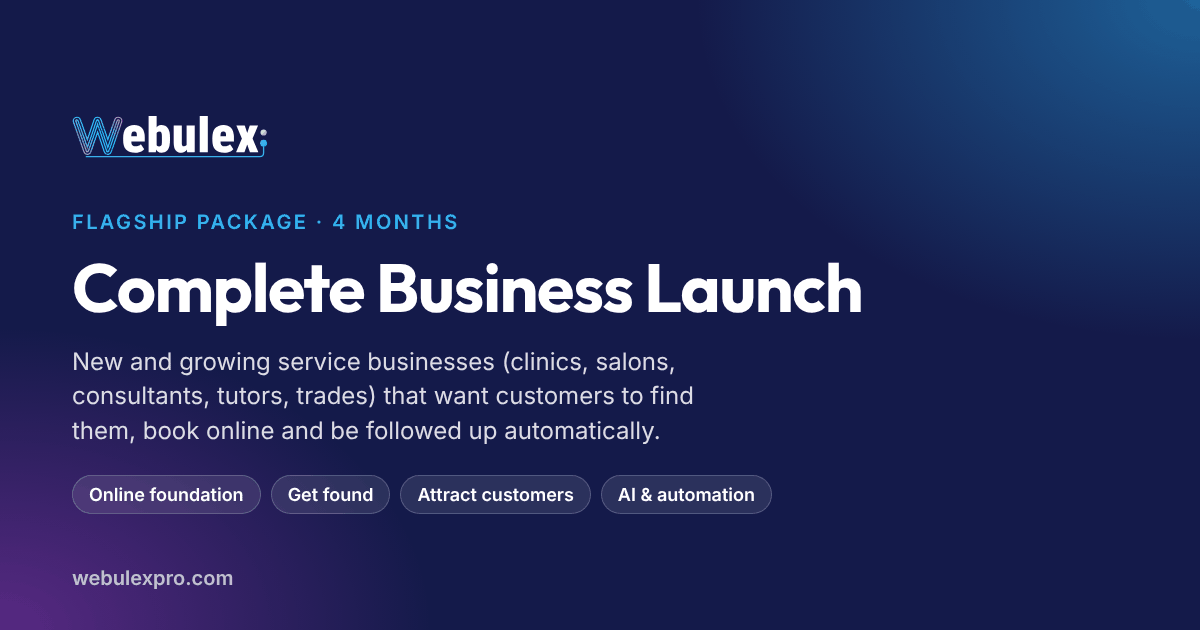 Webulex
FLAGSHIP PACKAGE · 4 MONTHS
Complete Business Launch
New and growing service businesses (clinics, salons,
consultants, tutors, trades) that want customers to find
them, book online and be followed up automatically.
Online foundation
Get found
Attract customers
AI & automation
webulexpro.com